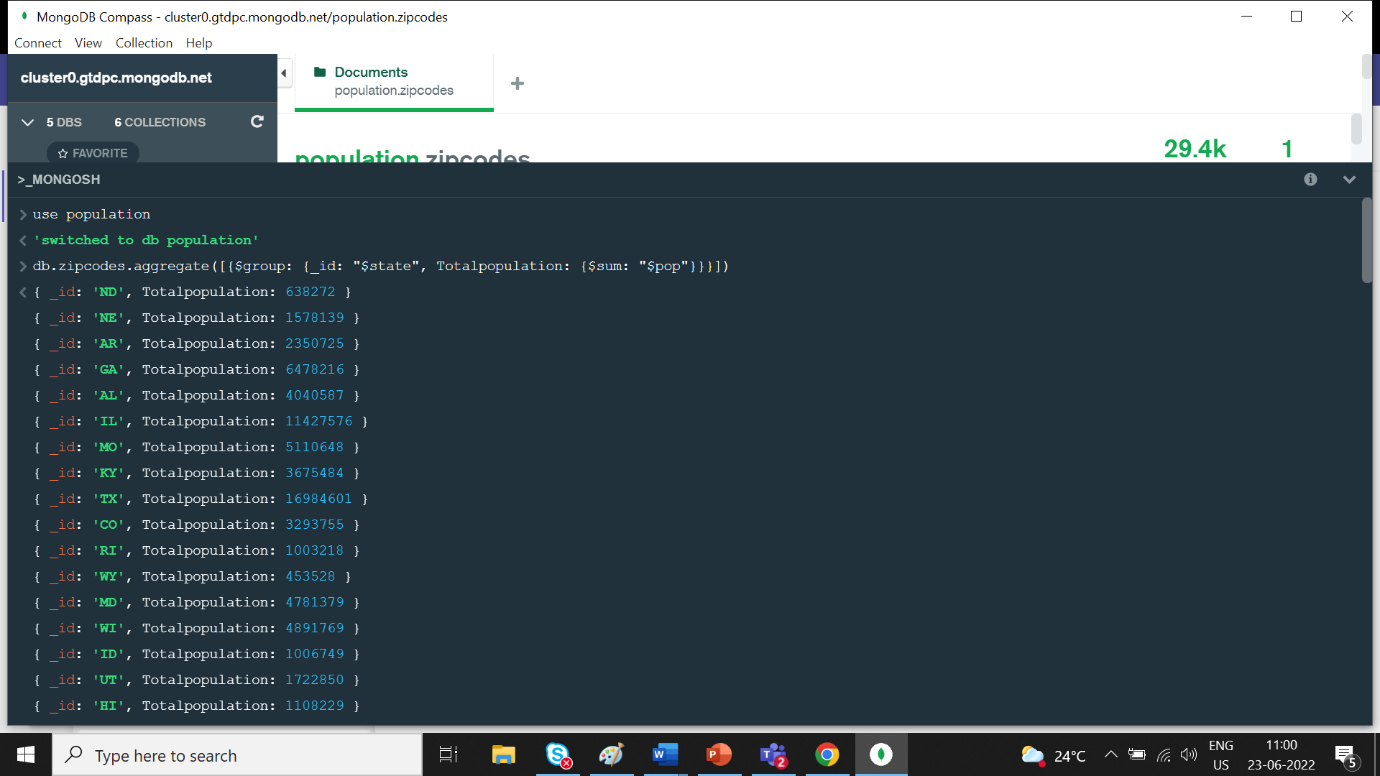 MongoDB Compass - cluster0.gtdpc.mongodb.net/population.zipcodes
Connect View Collection Help
cluster0.gtdpc.mongodb.net
Documents
population.zipcodes
5 DBS 6 COLLECTIONS
FAVORITE
population.zipcodes
29.4k 1
>_MONGOSH
use population
'switched to db population'
db.zipcodes.aggregate([{$group: {_id: "$state", Totalpopulation: {$sum: "$pop"}}}])
{ _id: 'ND', Totalpopulation: 638272 }
{ _id: 'NE', Totalpopulation: 1578139 }
{ _id: 'AR', Totalpopulation: 2350725 }
{ _id: 'GA', Totalpopulation: 6478216 }
{ _id: 'AL', Totalpopulation: 4040587 }
{ _id: 'IL', Totalpopulation: 11427576 }
{ _id: 'MO', Totalpopulation: 5110648 }
{ _id: 'KY', Totalpopulation: 3675484 }
{ _id: 'TX', Totalpopulation: 16984601 }
{ _id: 'CO', Totalpopulation: 3293755 }
{ _id: 'RI', Totalpopulation: 1003218 }
{ _id: 'WY', Totalpopulation: 453528 }
{ _id: 'MD', Totalpopulation: 4781379 }
{ _id: 'WI', Totalpopulation: 4891769 }
{ _id: 'ID', Totalpopulation: 1006749 }
{ _id: 'UT', Totalpopulation: 1722850 }
{ _id: 'HI', Totalpopulation: 1108229 }
Type here to search
24°C
ENG
US
11:00
23-06-2022
5
2